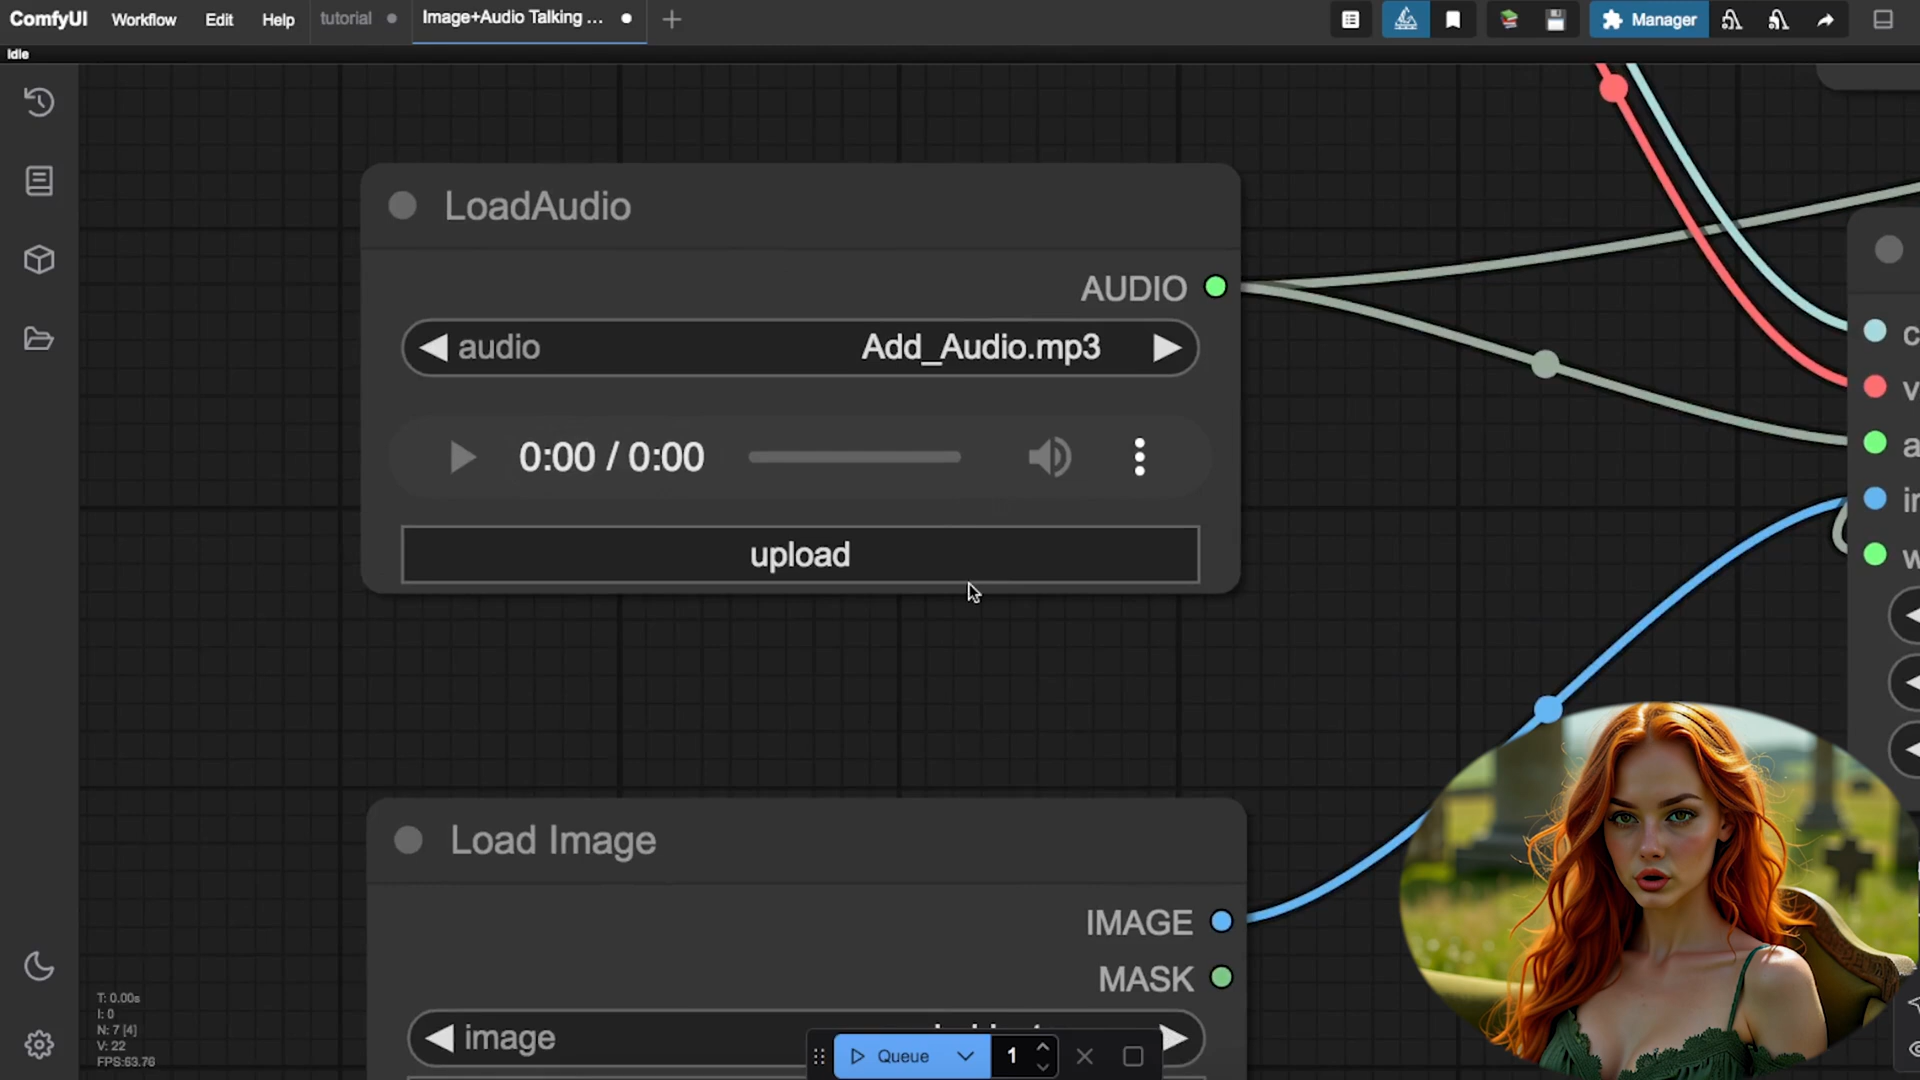 ComfyUI Workflow Edit Help tutorial Image+Audio Talking ... Manager
Idle
LoadAudio
AUDIO
audio Add_Audio.mp3
0:00 / 0:00
upload
Load Image
IMAGE
MASK
image
Queue 1
T: 0.00s
I: 0
N: 7 [4]
V: 22
FPS:63.76